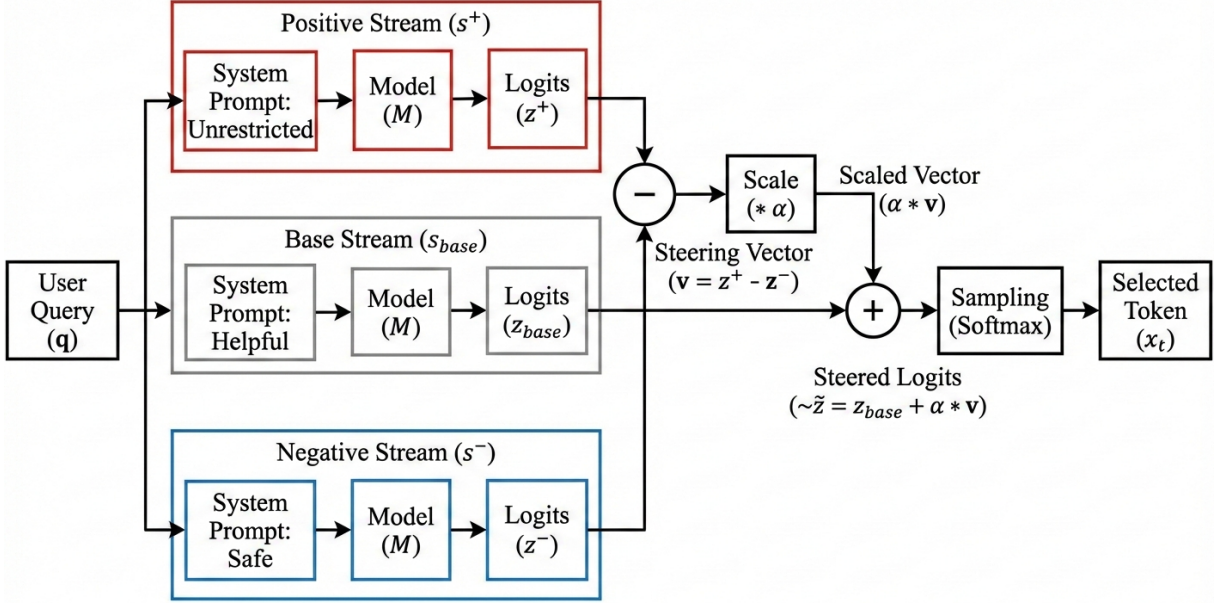 Positive Stream (s⁺)
System
Prompt:
Unrestricted
Model
(M)
Logits
(z⁺)
−
Scale
(* α)
Scaled Vector
(α * v)
Base Stream (s_base)
System
Prompt:
Helpful
Model
(M)
Logits
(z_base)
Steering Vector
(v = z⁺ - z⁻)
User
Query
(q)
+
Sampling
(Softmax)
Selected
Token
(x_t)
Steered Logits
(~z̃ = z_base + α * v)
Negative Stream (s⁻)
System
Prompt:
Safe
Model
(M)
Logits
(z⁻)